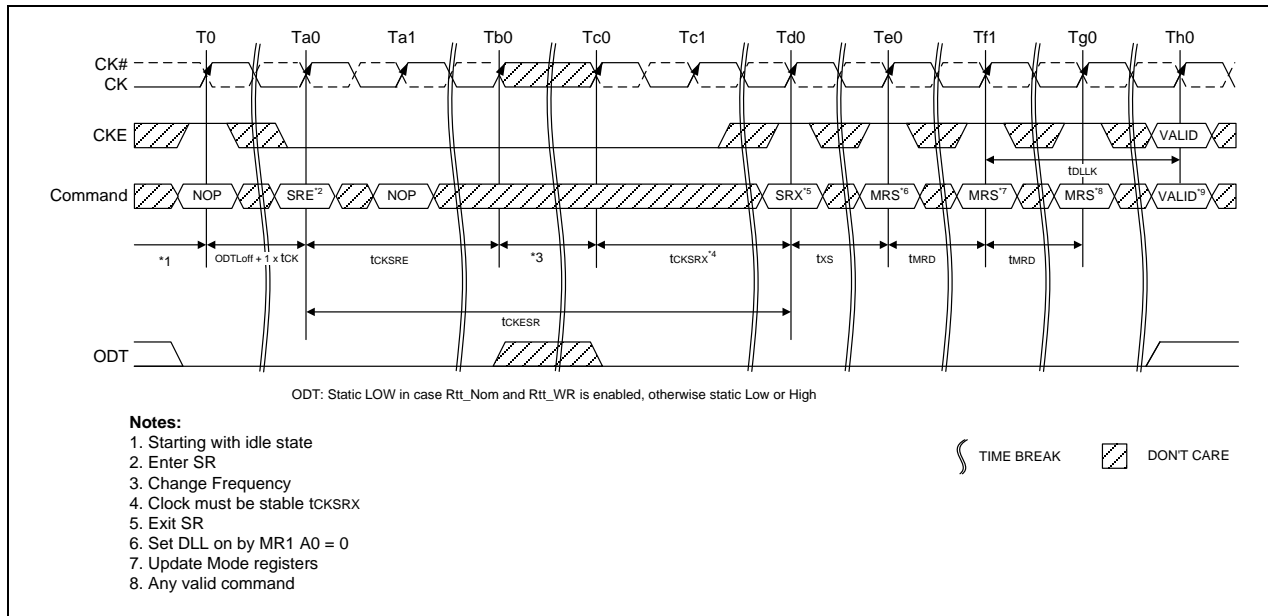 T0 Ta0 Ta1 Tb0 Tc0 Tc1 Td0 Te0 Tf1 Tg0 Th0
CK#
CK
CKE
VALID
tDLLK
Command
NOP SRE*2 NOP SRX*5 MRS*6 MRS*7 MRS*8 VALID*9
*1 ODTLoff + 1 x tCK tCKSRE *3 tCKSRX*4 tXS tMRD tMRD
tCKESR
ODT
ODT: Static LOW in case Rtt_Nom and Rtt_WR is enabled, otherwise static Low or High
Notes:
1. Starting with idle state
2. Enter SR
3. Change Frequency
4. Clock must be stable tCKSRX
5. Exit SR
6. Set DLL on by MR1 A0 = 0
7. Update Mode registers
8. Any valid command
TIME BREAK
DON'T CARE